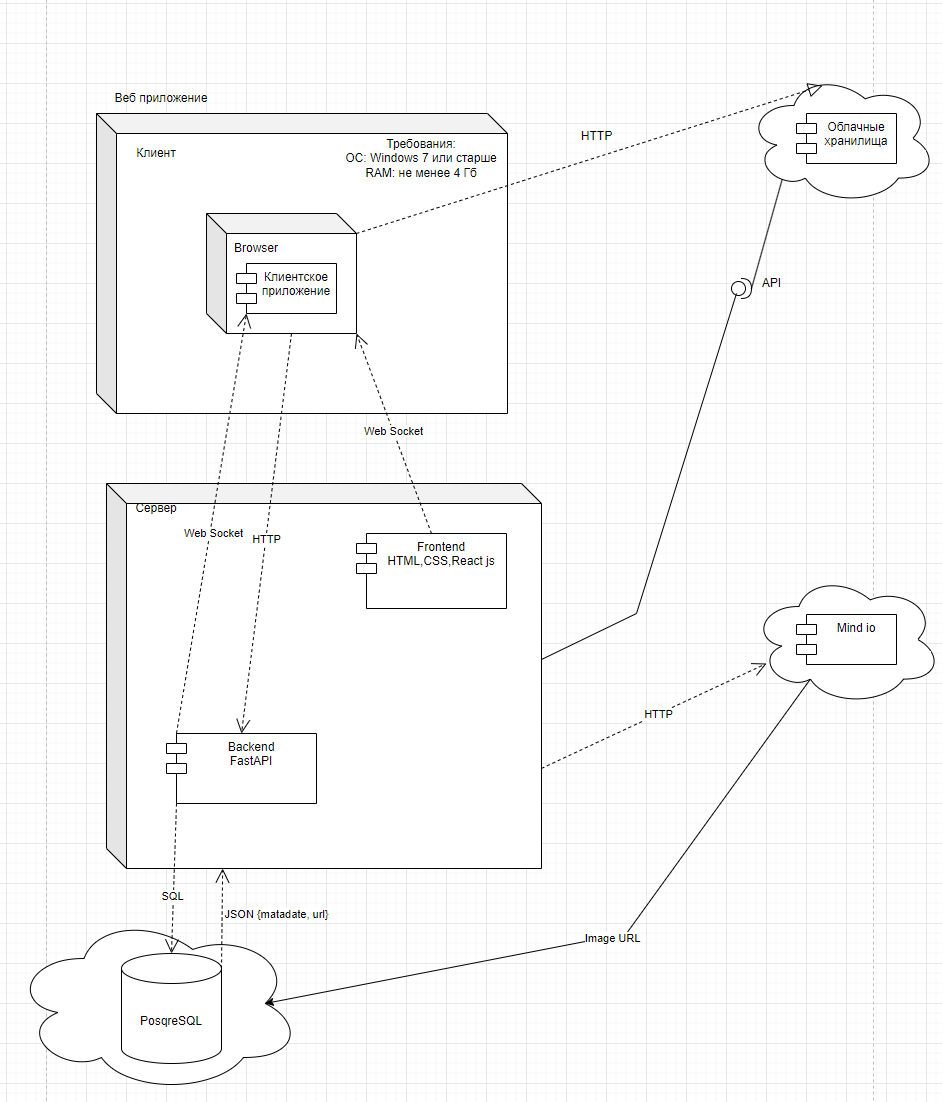 Веб приложение
Клиент
Требования:
ОС: Windows 7 или старше
RAM: не менее 4 Гб
HTTP
Облачные
хранилища
Browser
Клиентское
приложение
API
Web Socket
Сервер
Web Socket
HTTP
Frontend
HTML,CSS,React js
Mind io
HTTP
Backend
FastAPI
SQL
JSON {matadate, url}
Image URL
PosqreSQL